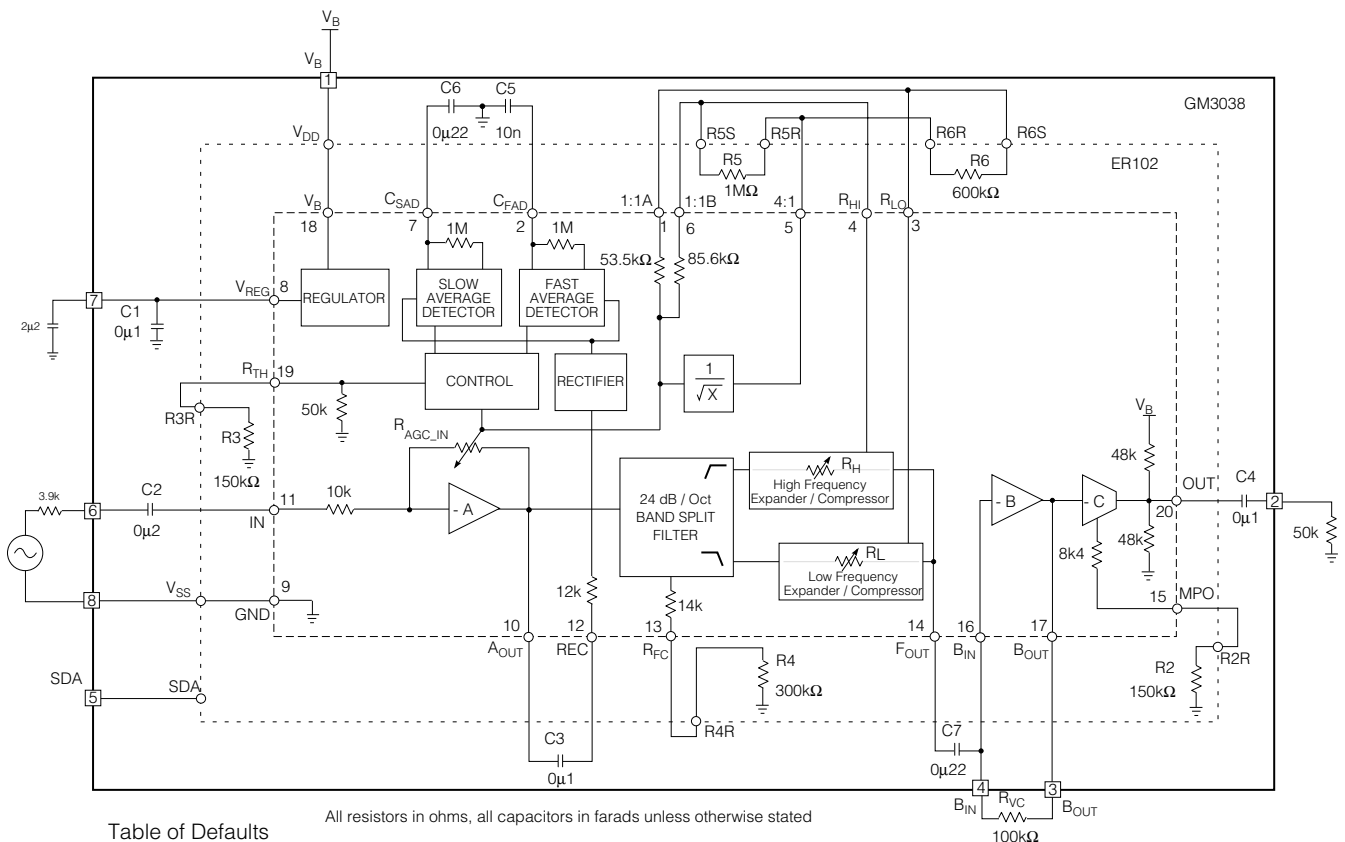 V_B
V_B
1
GM3038
C6
C5
0µ22
10n
V_DD
R5S
R5R
R6R
R6S
R5
1MΩ
R6
600kΩ
ER102
V_B
18
C_SAD
7
C_FAD
2
1:1A
1
1:1B
6
4:1
5
R_HI
4
R_LO
3
1M
1M
53.5kΩ
85.6kΩ
7
V_REG
8
REGULATOR
SLOW
AVERAGE
DETECTOR
FAST
AVERAGE
DETECTOR
2µ2
C1
0µ1
R_TH
19
CONTROL
RECTIFIER
1
√X
50k
R3R
R3
150kΩ
R_AGC_IN
V_B
48k
R_H
High Frequency
Expander / Compressor
24 dB / Oct
BAND SPLIT
FILTER
3.9k
6
C2
0µ2
11
IN
10k
- A
- B
- C
OUT
20
C4
0µ1
2
50k
48k
8k4
R_L
Low Frequency
Expander / Compressor
8
V_SS
9
GND
12k
14k
15
MPO
10
A_OUT
12
REC
13
R_FC
14
F_OUT
16
B_IN
17
B_OUT
R2R
R2
150kΩ
R4
300kΩ
SDA
5
SDA
R4R
C3
0µ1
C7
0µ22
4
B_IN
R_VC
100kΩ
3
B_OUT
All resistors in ohms, all capacitors in farads unless otherwise stated
Table of Defaults